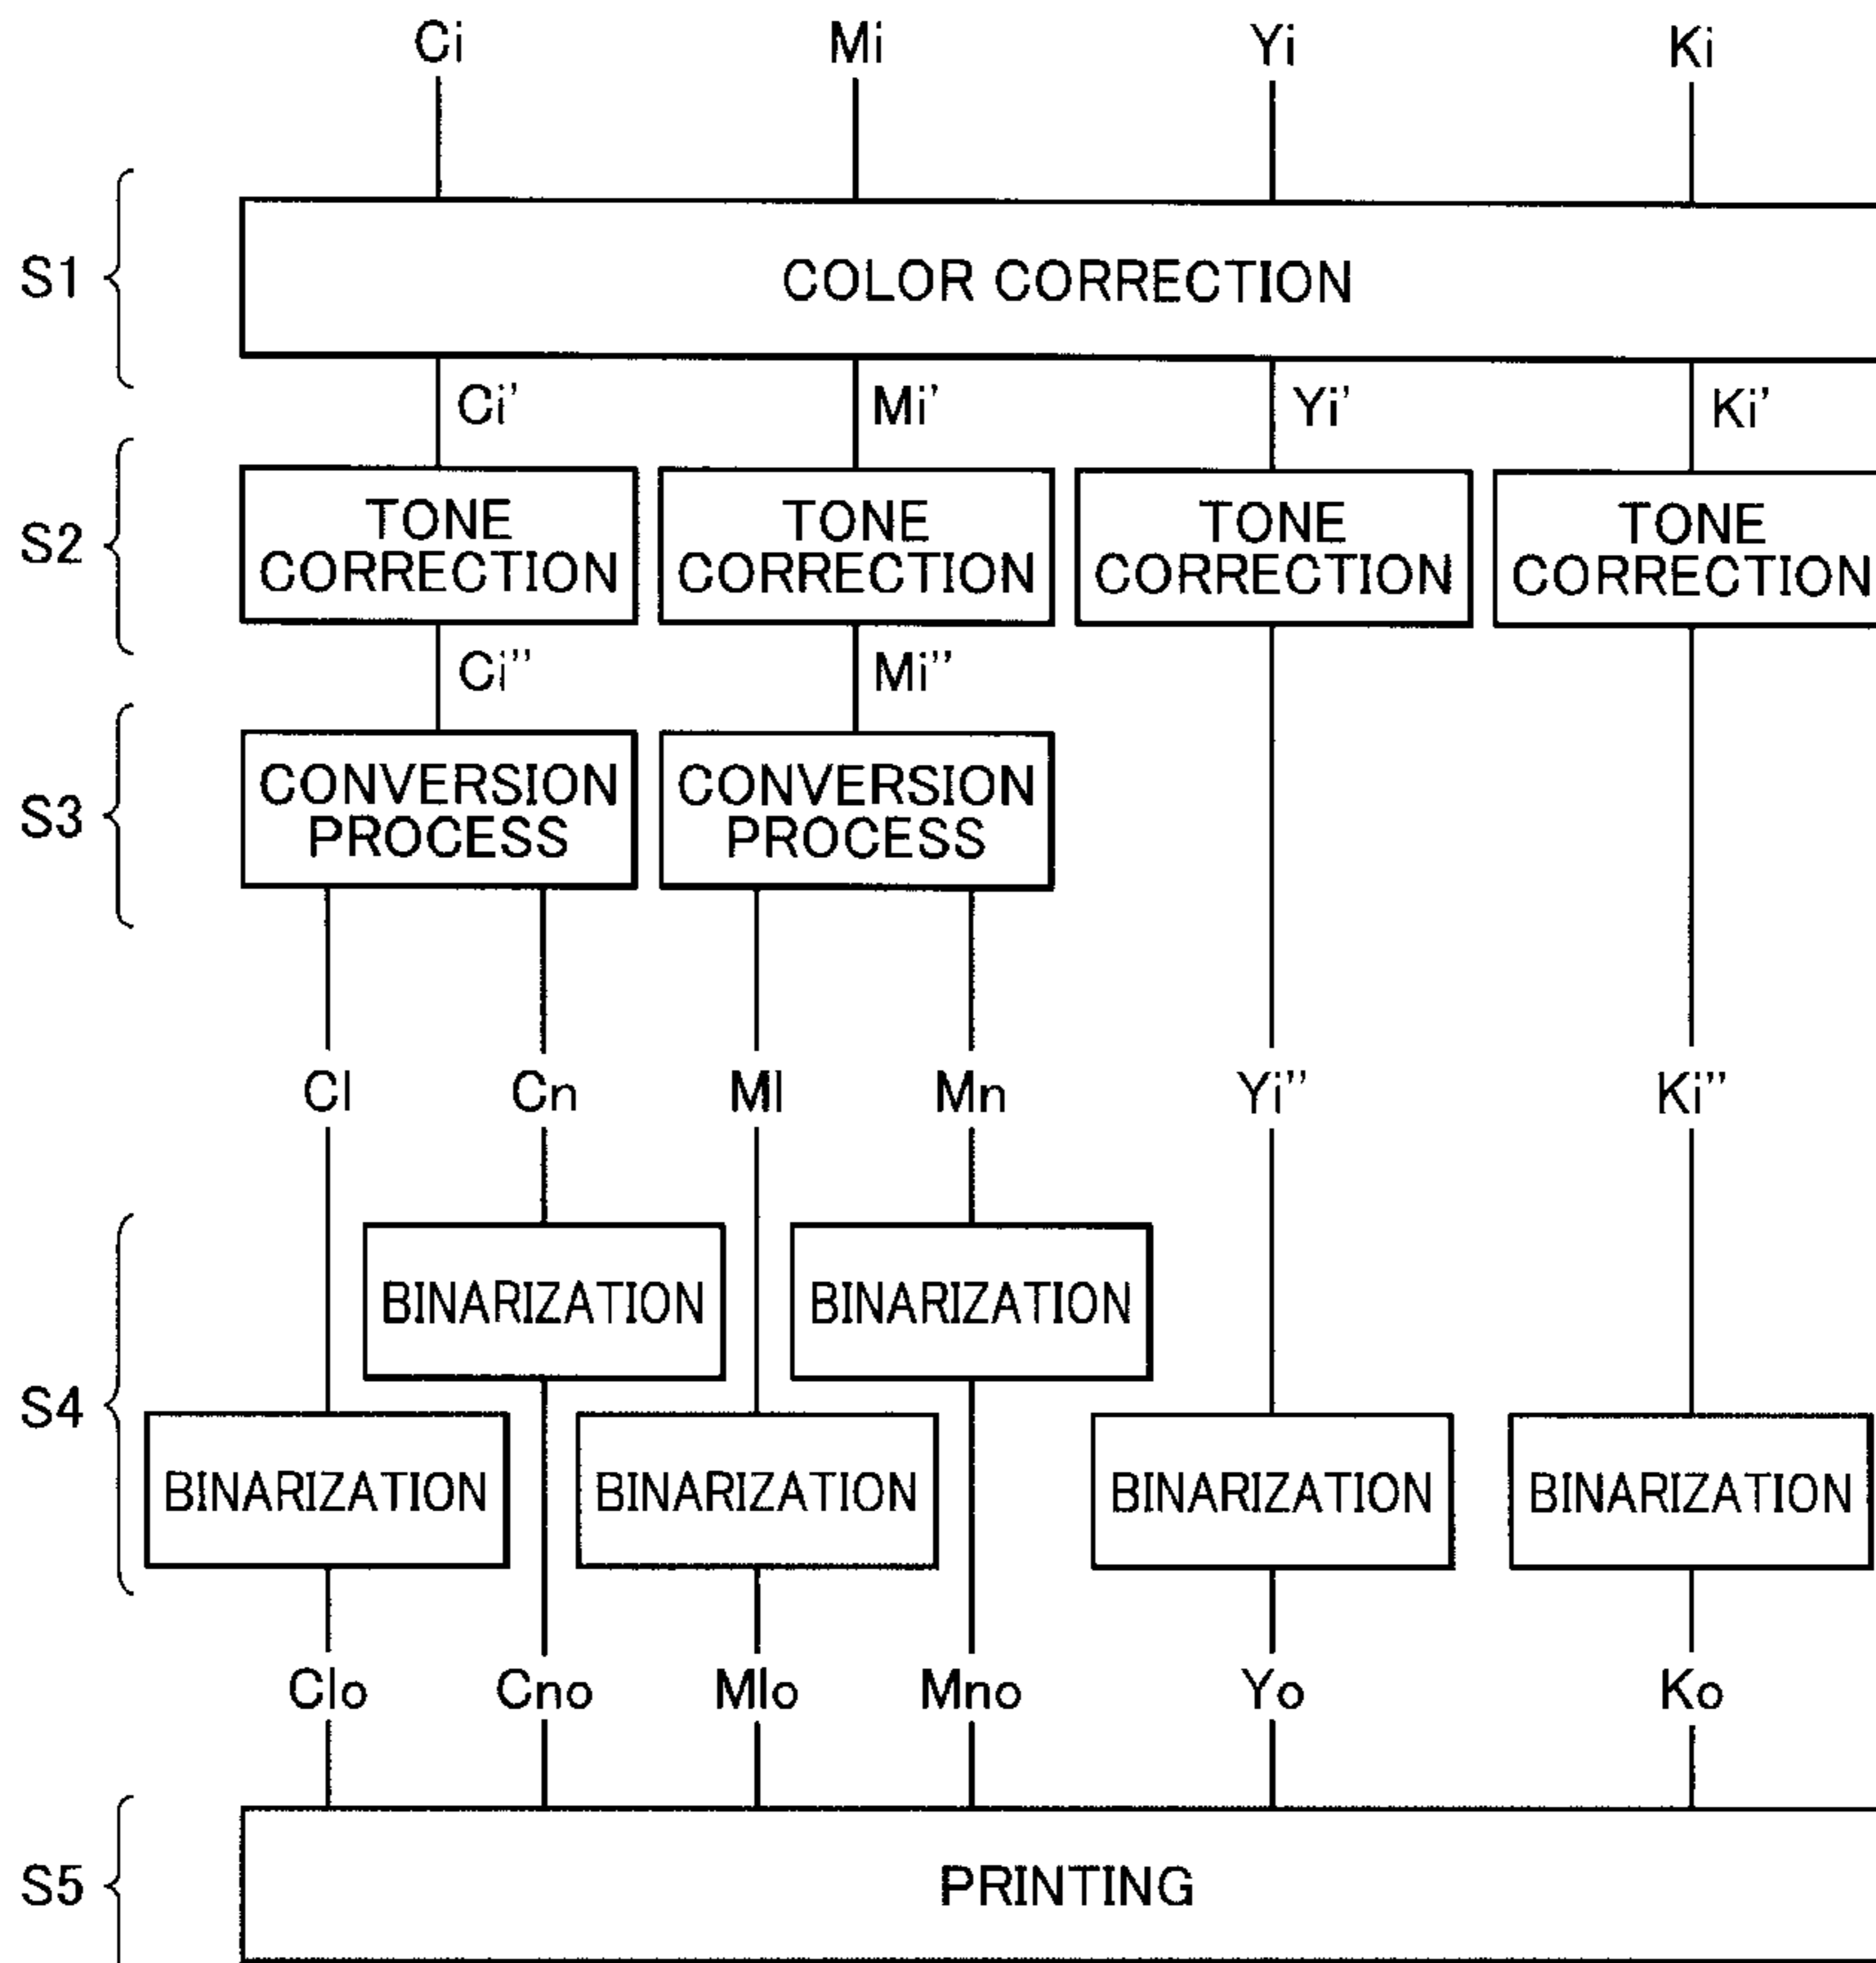 Ci Mi Yi Ki
S1 COLOR CORRECTION
Ci' Mi' Yi' Ki'
S2 TONE CORRECTION TONE CORRECTION TONE CORRECTION TONE CORRECTION
Ci" Mi"
S3 CONVERSION PROCESS CONVERSION PROCESS
Cl Cn Ml Mn Yi" Ki"
BINARIZATION BINARIZATION
S4 BINARIZATION BINARIZATION BINARIZATION BINARIZATION
Clo Cno Mlo Mno Yo Ko
S5 PRINTING